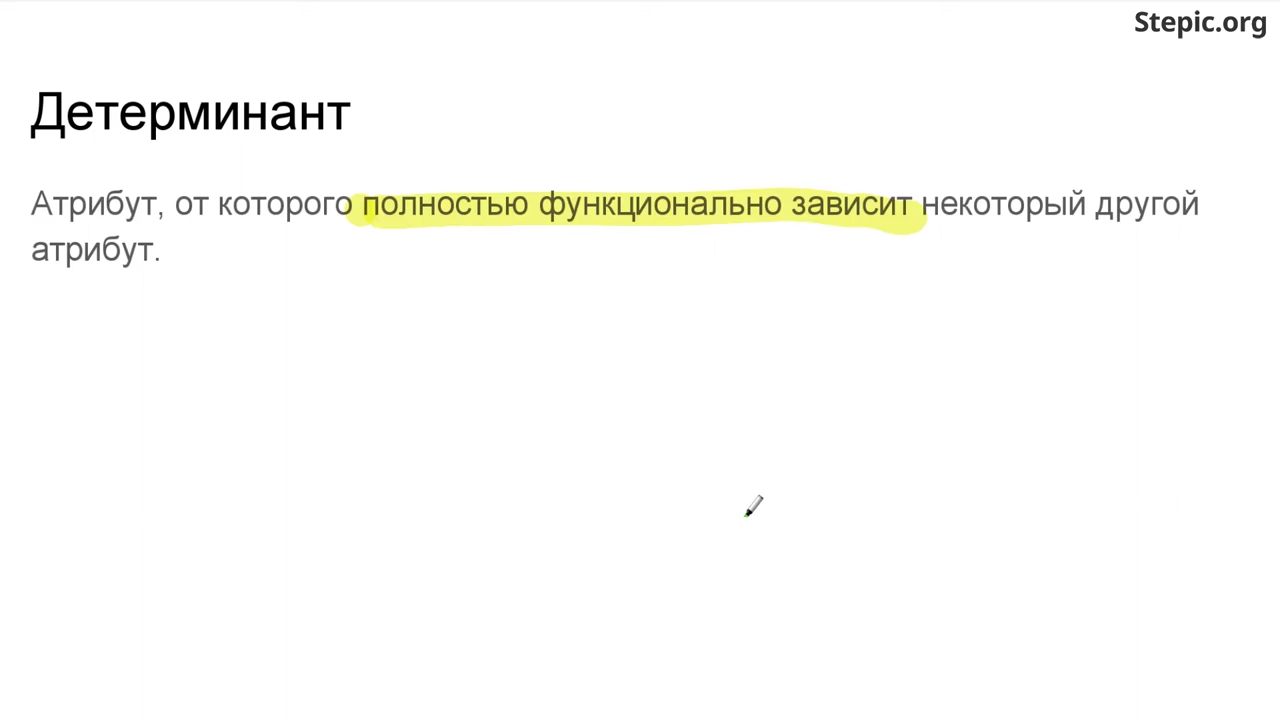 Stepic.org
Детерминант
Атрибут, от которого полностью функционально зависит некоторый другой
атрибут.